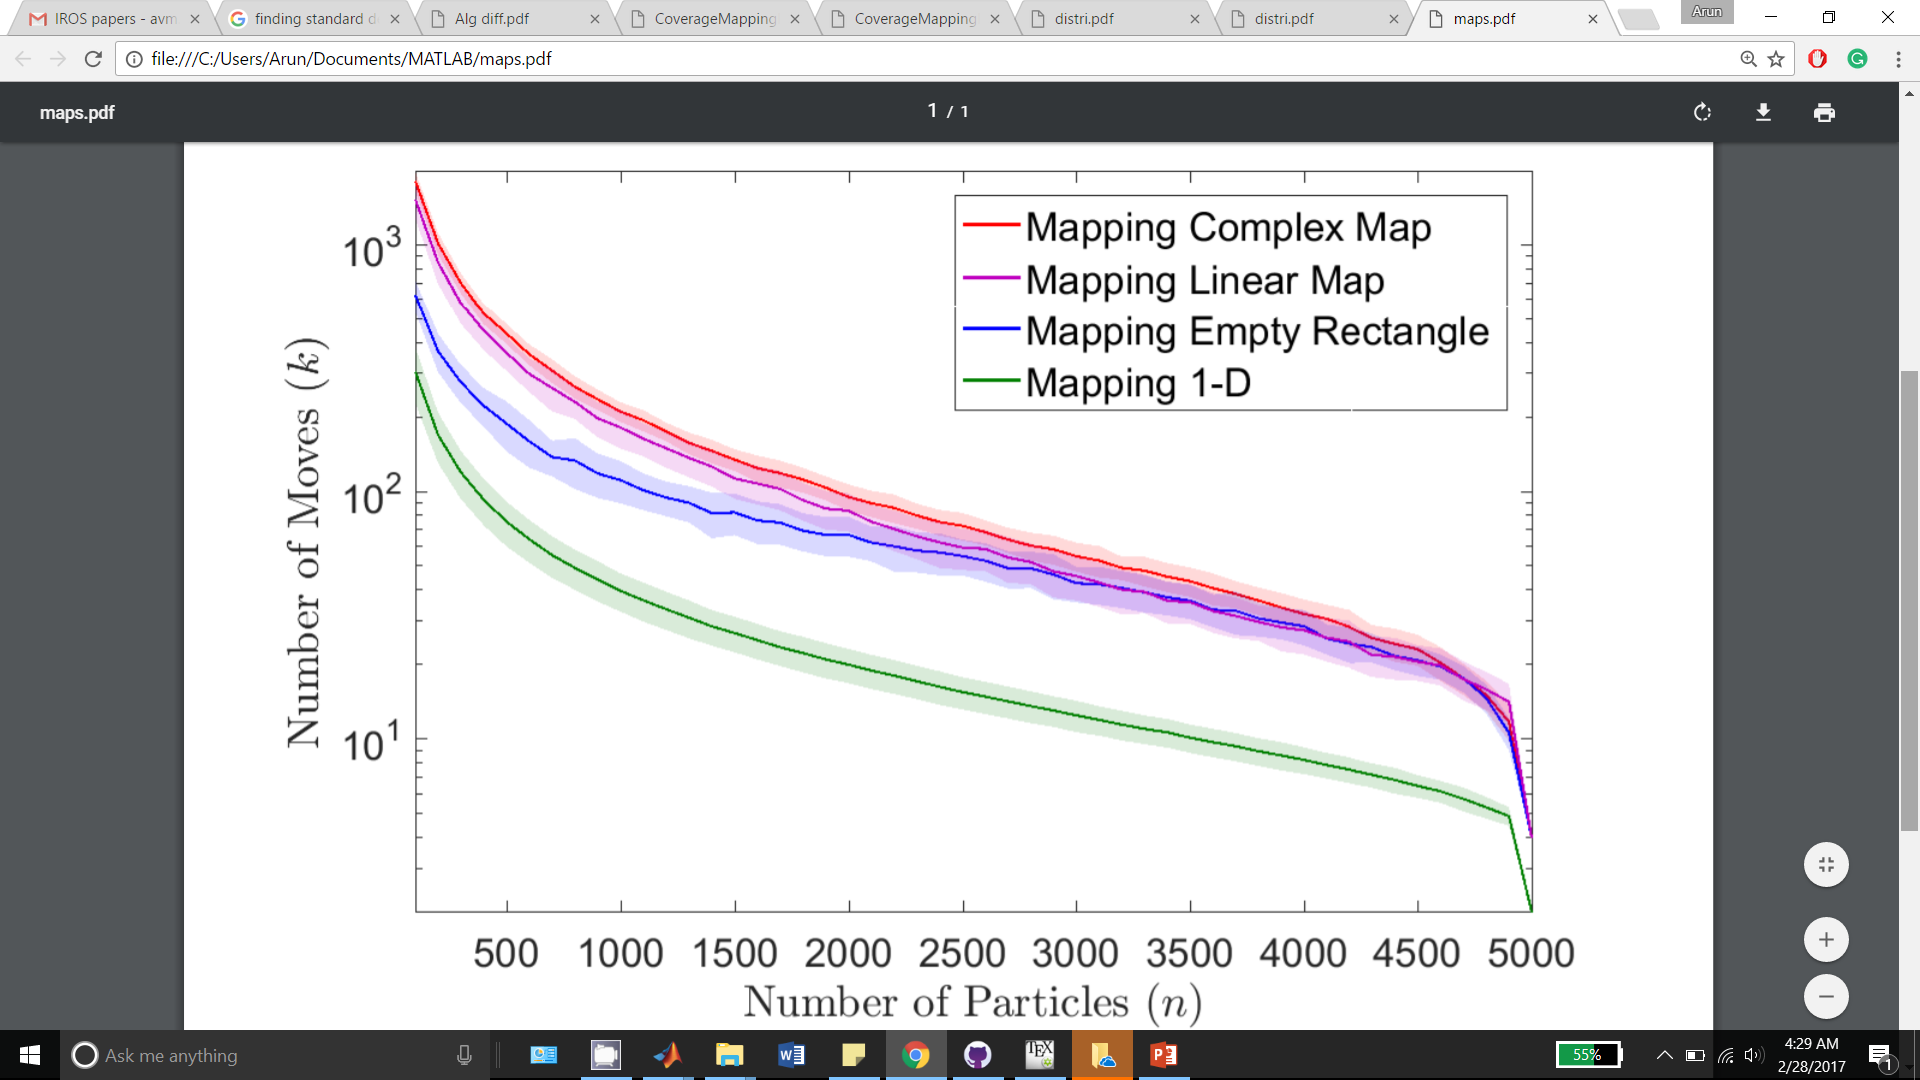 IROS papers - avm
finding standard d
Alg diff.pdf
CoverageMapping
CoverageMapping
distri.pdf
distri.pdf
maps.pdf
Arun
file:///C:/Users/Arun/Documents/MATLAB/maps.pdf
maps.pdf
1 / 1
Mapping Complex Map
Mapping Linear Map
Mapping Empty Rectangle
Mapping 1-D
10³
10²
10¹
Number of Moves (k)
500 1000 1500 2000 2500 3000 3500 4000 4500 5000
Number of Particles (n)
Ask me anything
55%
4:29 AM
2/28/2017
1